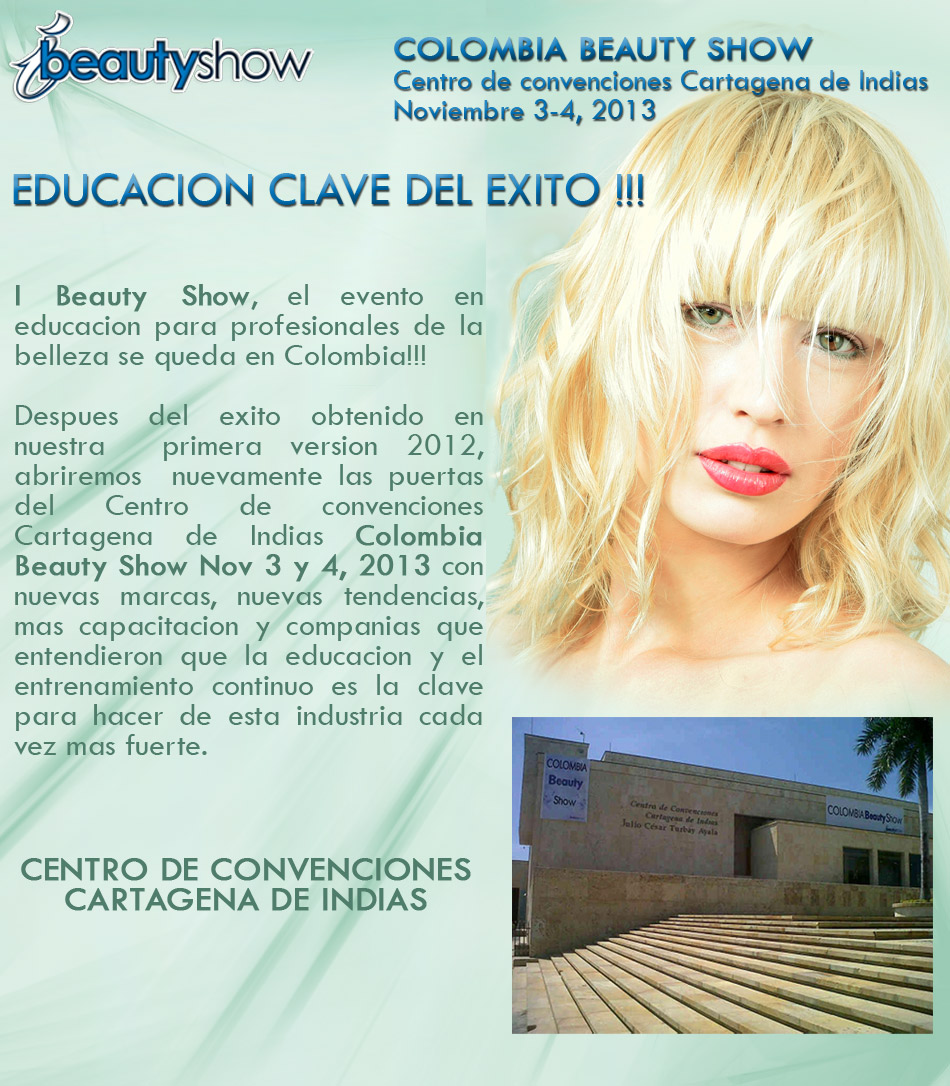 ibeautyshow
COLOMBIA BEAUTY SHOW
Centro de convenciones Cartagena de Indias
Noviembre 3-4, 2013
EDUCACION CLAVE DEL EXITO !!!
I Beauty Show, el evento en
educacion para profesionales de la
belleza se queda en Colombia!!!
Despues del exito obtenido en
nuestra primera version 2012,
abriremos nuevamente las puertas
del Centro de convenciones
Cartagena de Indias Colombia
Beauty Show Nov 3 y 4, 2013 con
nuevas marcas, nuevas tendencias,
mas capacitacion y companias que
entendieron que la educacion y el
entrenamiento continuo es la clave
para hacer de esta industria cada
vez mas fuerte.
CENTRO DE CONVENCIONES
CARTAGENA DE INDIAS
COLOMBIA
Beauty
Show
Centro de Convenciones
Cartagena de Indias
Julio César Turbay Ayala
COLOMBIA BeautyShow